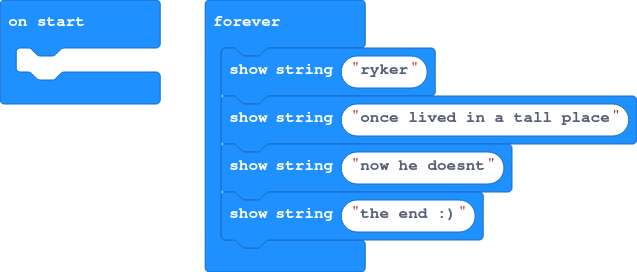 on start
forever
show string "ryker"
show string "once lived in a tall place"
show string "now he doesnt"
show string "the end :)"